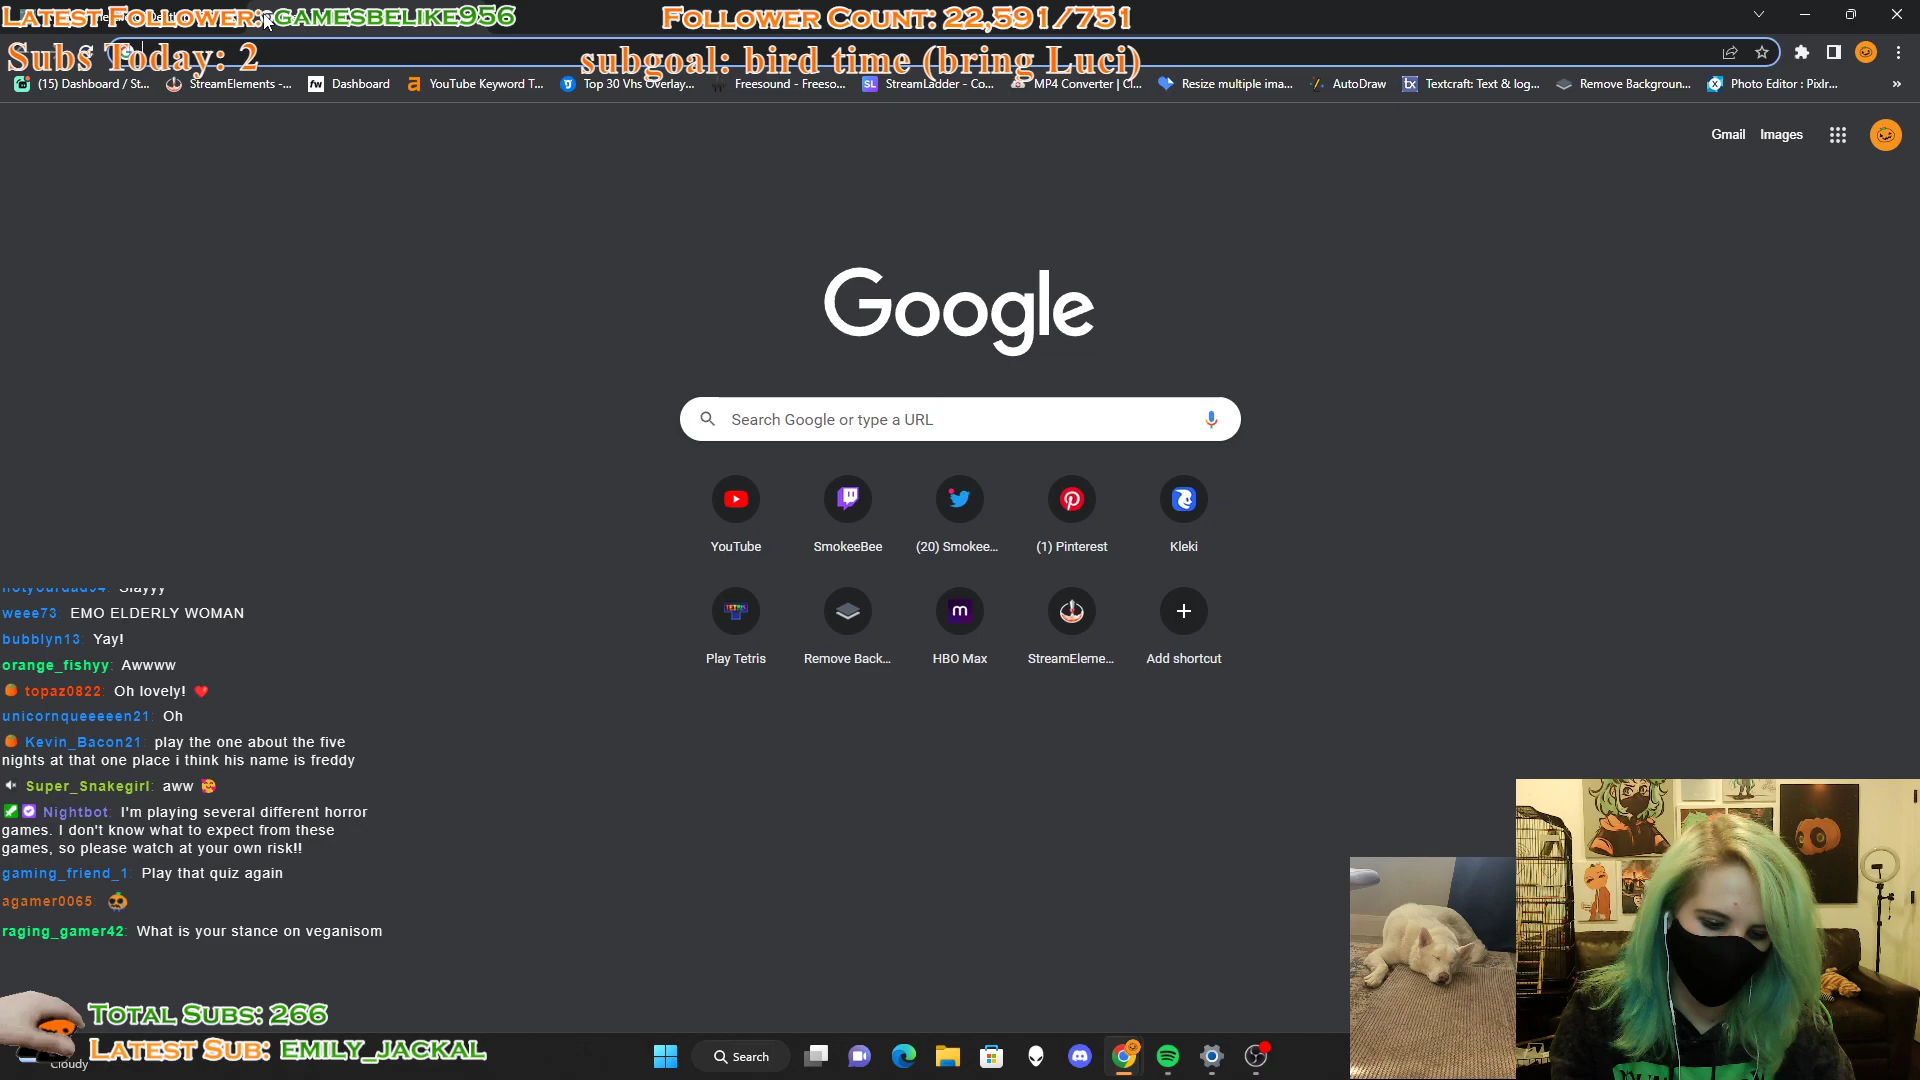 LATEST FOLLOWER: GAMESBELIKE956
FOLLOWER COUNT: 22,591/751
Subs Today: 2
subgoal: bird time (bring Luci)
(15) Dashboard / St...
StreamElements -...
Dashboard
YouTube Keyword T...
Top 30 Vhs Overlay...
Freesound - Freeso...
StreamLadder - Co...
MP4 Converter | Cl...
Resize multiple ima...
AutoDraw
Textcraft: Text & log...
Remove Backgroun...
Photo Editor : Pixlr...
Gmail
Images
Google
Search Google or type a URL
YouTube
SmokeeBee
(20) Smokee...
(1) Pinterest
Kleki
Play Tetris
Remove Back...
HBO Max
StreamEleme...
Add shortcut
Slayyy
weee73: EMO ELDERLY WOMAN
bubblyn13: Yay!
orange_fishyy: Awwww
topaz0822: Oh lovely! ❤️
unicornqueeeeen21: Oh
Kevin_Bacon21: play the one about the five
nights at that one place i think his name is freddy
Super_Snakegirl: aww 🥰
Nightbot: I'm playing several different horror
games. I don't know what to expect from these
games, so please watch at your own risk!!
gaming_friend_1: Play that quiz again
agamer0065: 🎃
raging_gamer42: What is your stance on veganisom
TOTAL SUBS: 266
LATEST SUB: EMILY_JACKAL
Cloudy
Search